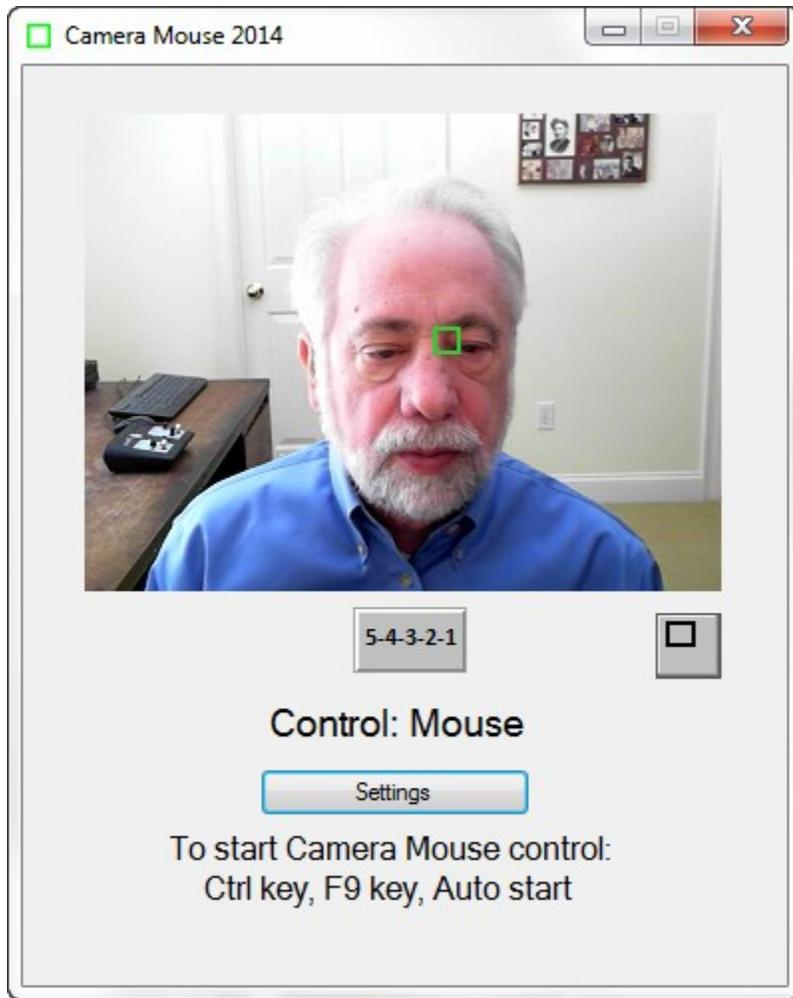 Camera Mouse 2014
5-4-3-2-1
Control: Mouse
Settings
To start Camera Mouse control:
Ctrl key, F9 key, Auto start